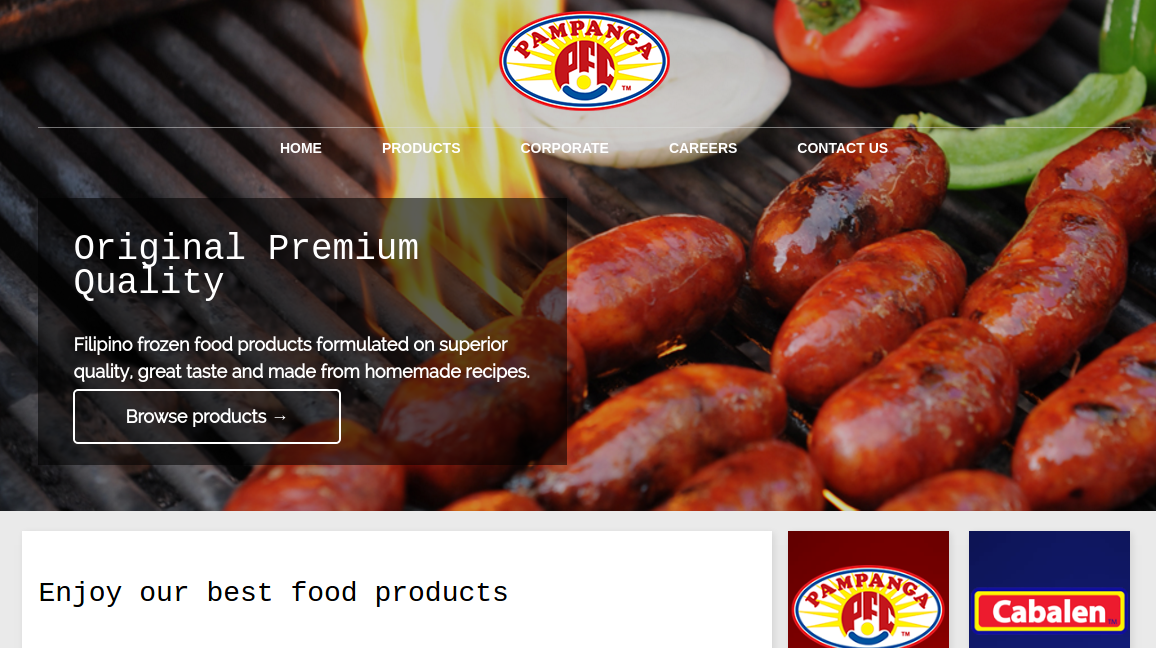 PAMPANGA
PFC
TM
HOME PRODUCTS CORPORATE CAREERS CONTACT US
Original Premium
Quality
Filipino frozen food products formulated on superior
quality, great taste and made from homemade recipes.
Browse products →
Enjoy our best food products
PAMPANGA
PFC
TM
Cabalen
TM